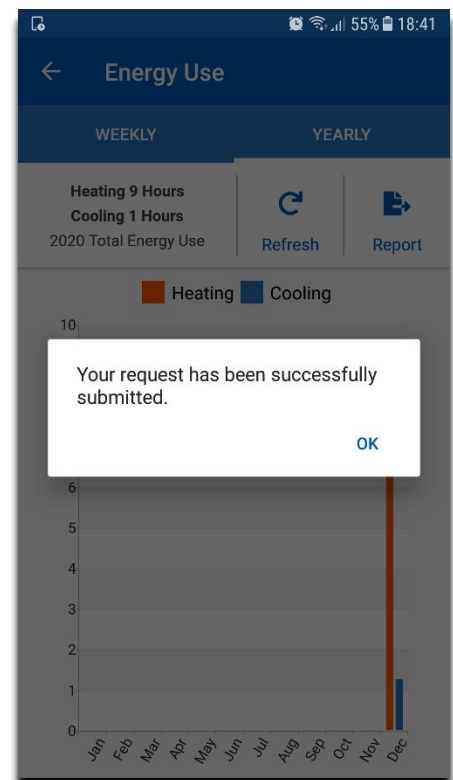 55% 18:41
Energy Use
WEEKLY YEARLY
Heating 9 Hours
Cooling 1 Hours
2020 Total Energy Use
Refresh
Report
Heating Cooling
10
Your request has been successfully
submitted.
OK
6
5
4
3
2
1
0
Jan Feb Mar Apr May Jun Jul Aug Sep Oct Nov Dec